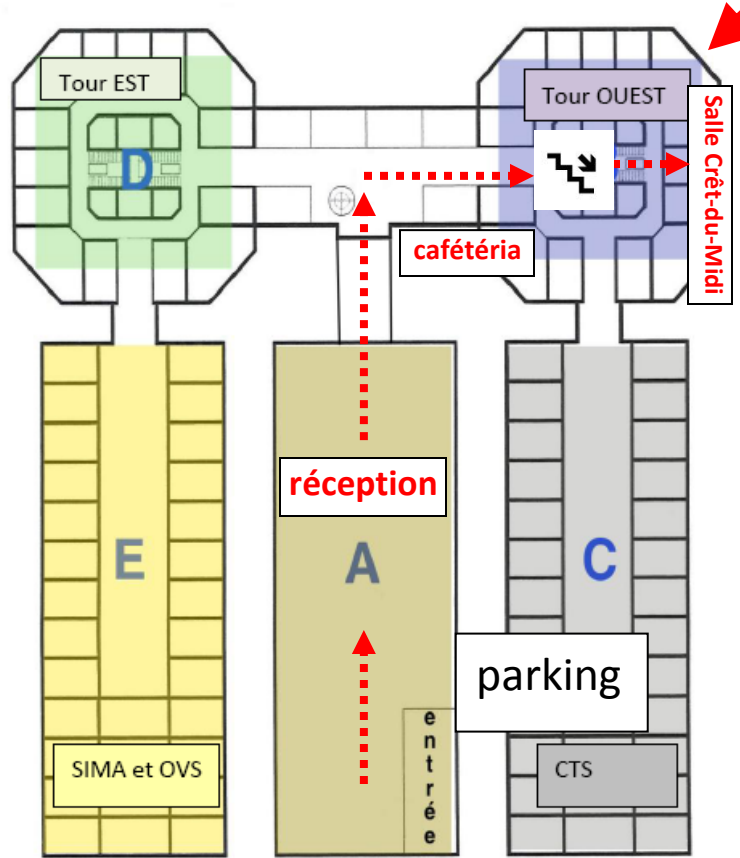 Tour EST
Tour OUEST
D
Salle Crêt-du-Midi
cafétéria
réception
E
A
C
parking
entrée
SIMA et OVS
CTS